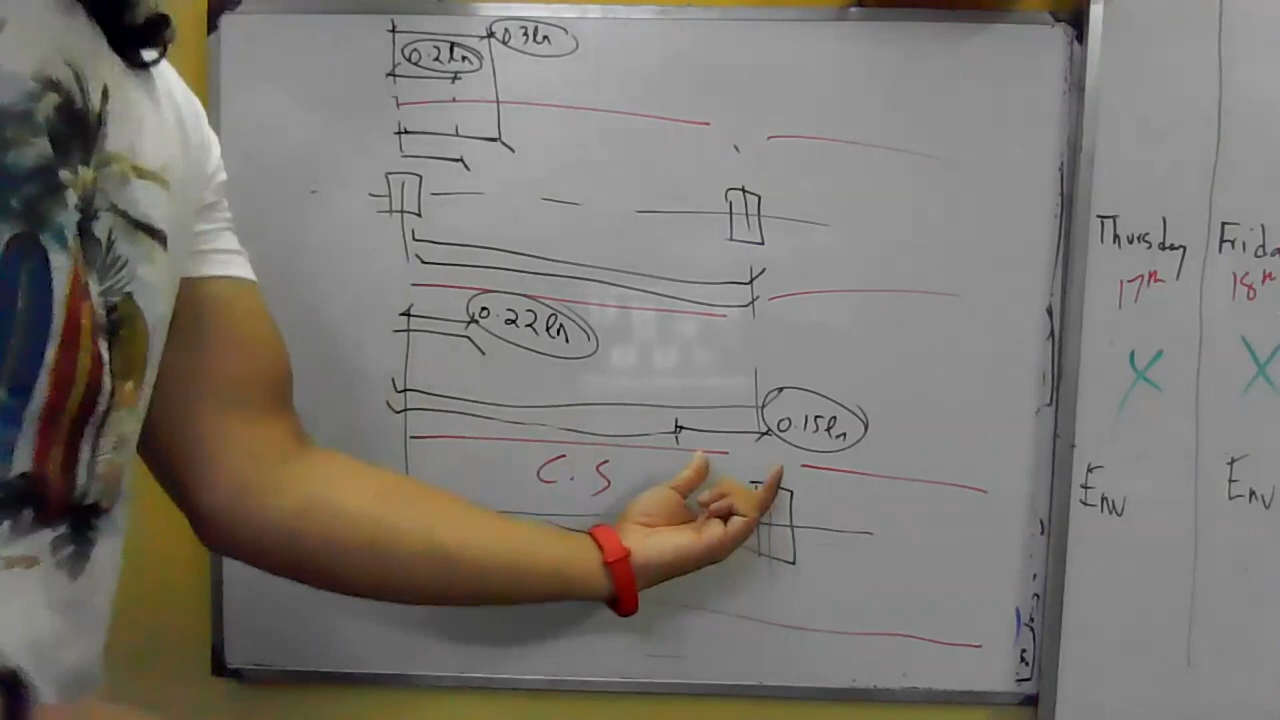 0.3ln
0.2ln
0.22ln
0.15ln
C.S
Thursday
17th
X
Env
Frida
18th
X
Env